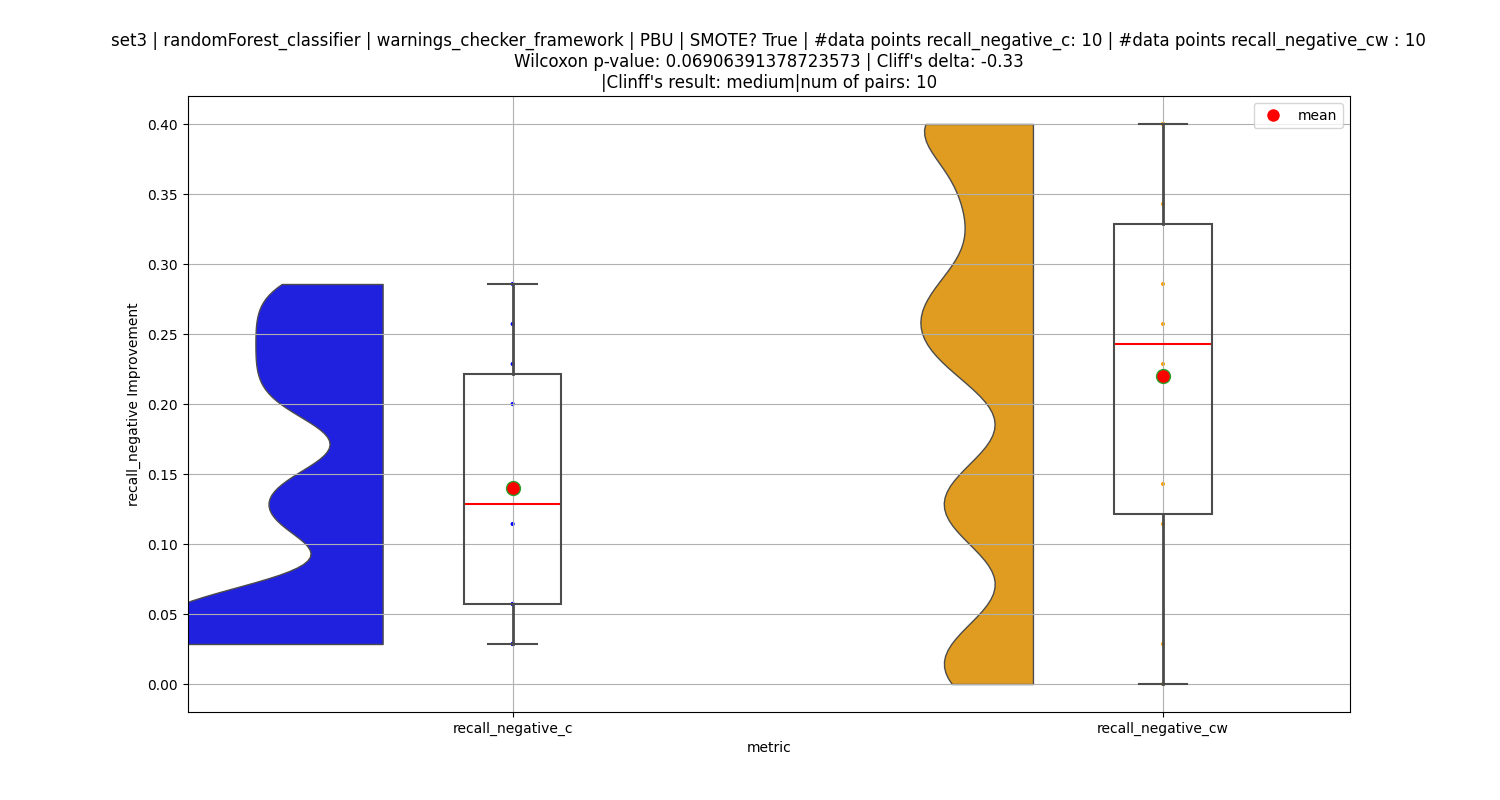 set3 | randomForest_classifier | warnings_checker_framework | PBU | SMOTE? True | #data points recall_negative_c: 10 | #data points recall_negative_cw : 10
Wilcoxon p-value: 0.06906391378723573 | Cliff's delta: -0.33
|Clinff's result: medium|num of pairs: 10
mean
0.40
0.35
0.30
0.25
0.20
0.15
0.10
0.05
0.00
recall_negative Improvement
recall_negative_c
recall_negative_cw
metric